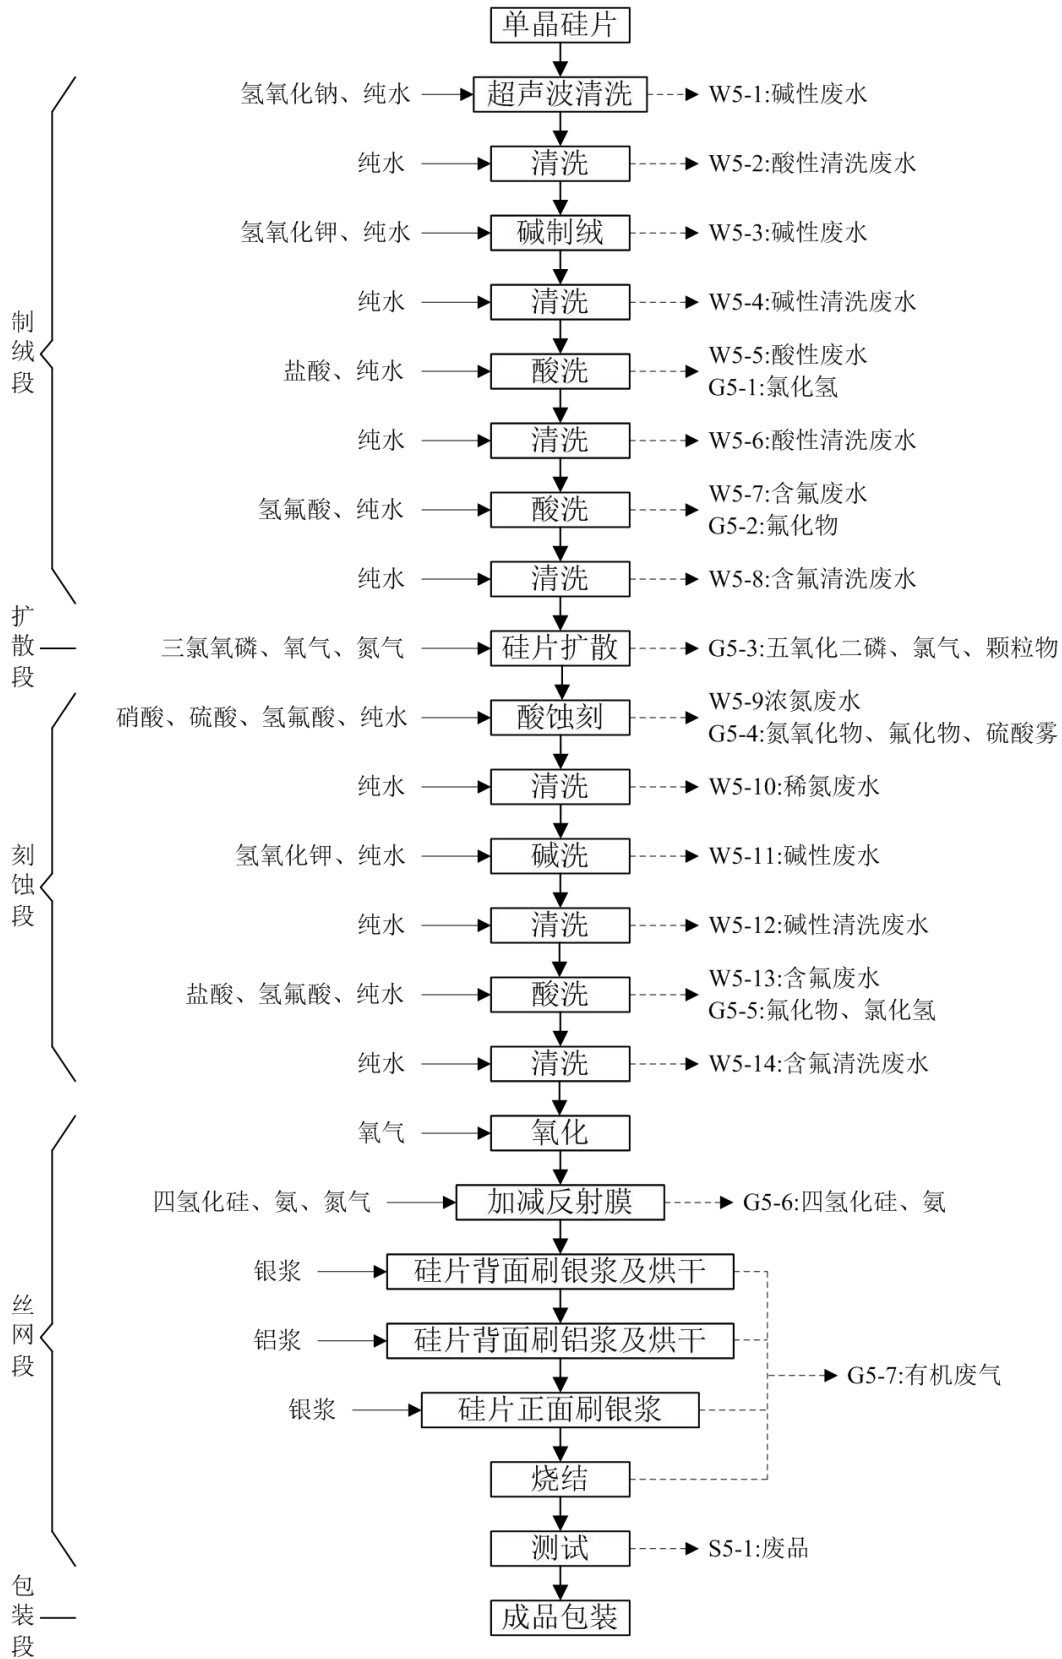 单晶硅片
氢氧化钠、纯水
超声波清洗
W5-1:碱性废水
纯水
清洗
W5-2:酸性清洗废水
氢氧化钾、纯水
碱制绒
W5-3:碱性废水
纯水
清洗
W5-4:碱性清洗废水
制绒段
盐酸、纯水
酸洗
W5-5:酸性废水
G5-1:氯化氢
纯水
清洗
W5-6:酸性清洗废水
氢氟酸、纯水
酸洗
W5-7:含氟废水
G5-2:氟化物
纯水
清洗
W5-8:含氟清洗废水
扩散段
三氯氧磷、氧气、氮气
硅片扩散
G5-3:五氧化二磷、氯气、颗粒物
硝酸、硫酸、氢氟酸、纯水
酸蚀刻
W5-9浓氮废水
G5-4:氮氧化物、氟化物、硫酸雾
纯水
清洗
W5-10:稀氮废水
刻蚀段
氢氧化钾、纯水
碱洗
W5-11:碱性废水
纯水
清洗
W5-12:碱性清洗废水
盐酸、氢氟酸、纯水
酸洗
W5-13:含氟废水
G5-5:氟化物、氯化氢
纯水
清洗
W5-14:含氟清洗废水
氧气
氧化
四氢化硅、氨、氮气
加减反射膜
G5-6:四氢化硅、氨
银浆
硅片背面刷银浆及烘干
丝网段
铝浆
硅片背面刷铝浆及烘干
G5-7:有机废气
银浆
硅片正面刷银浆
烧结
测试
S5-1:废品
包装段
成品包装